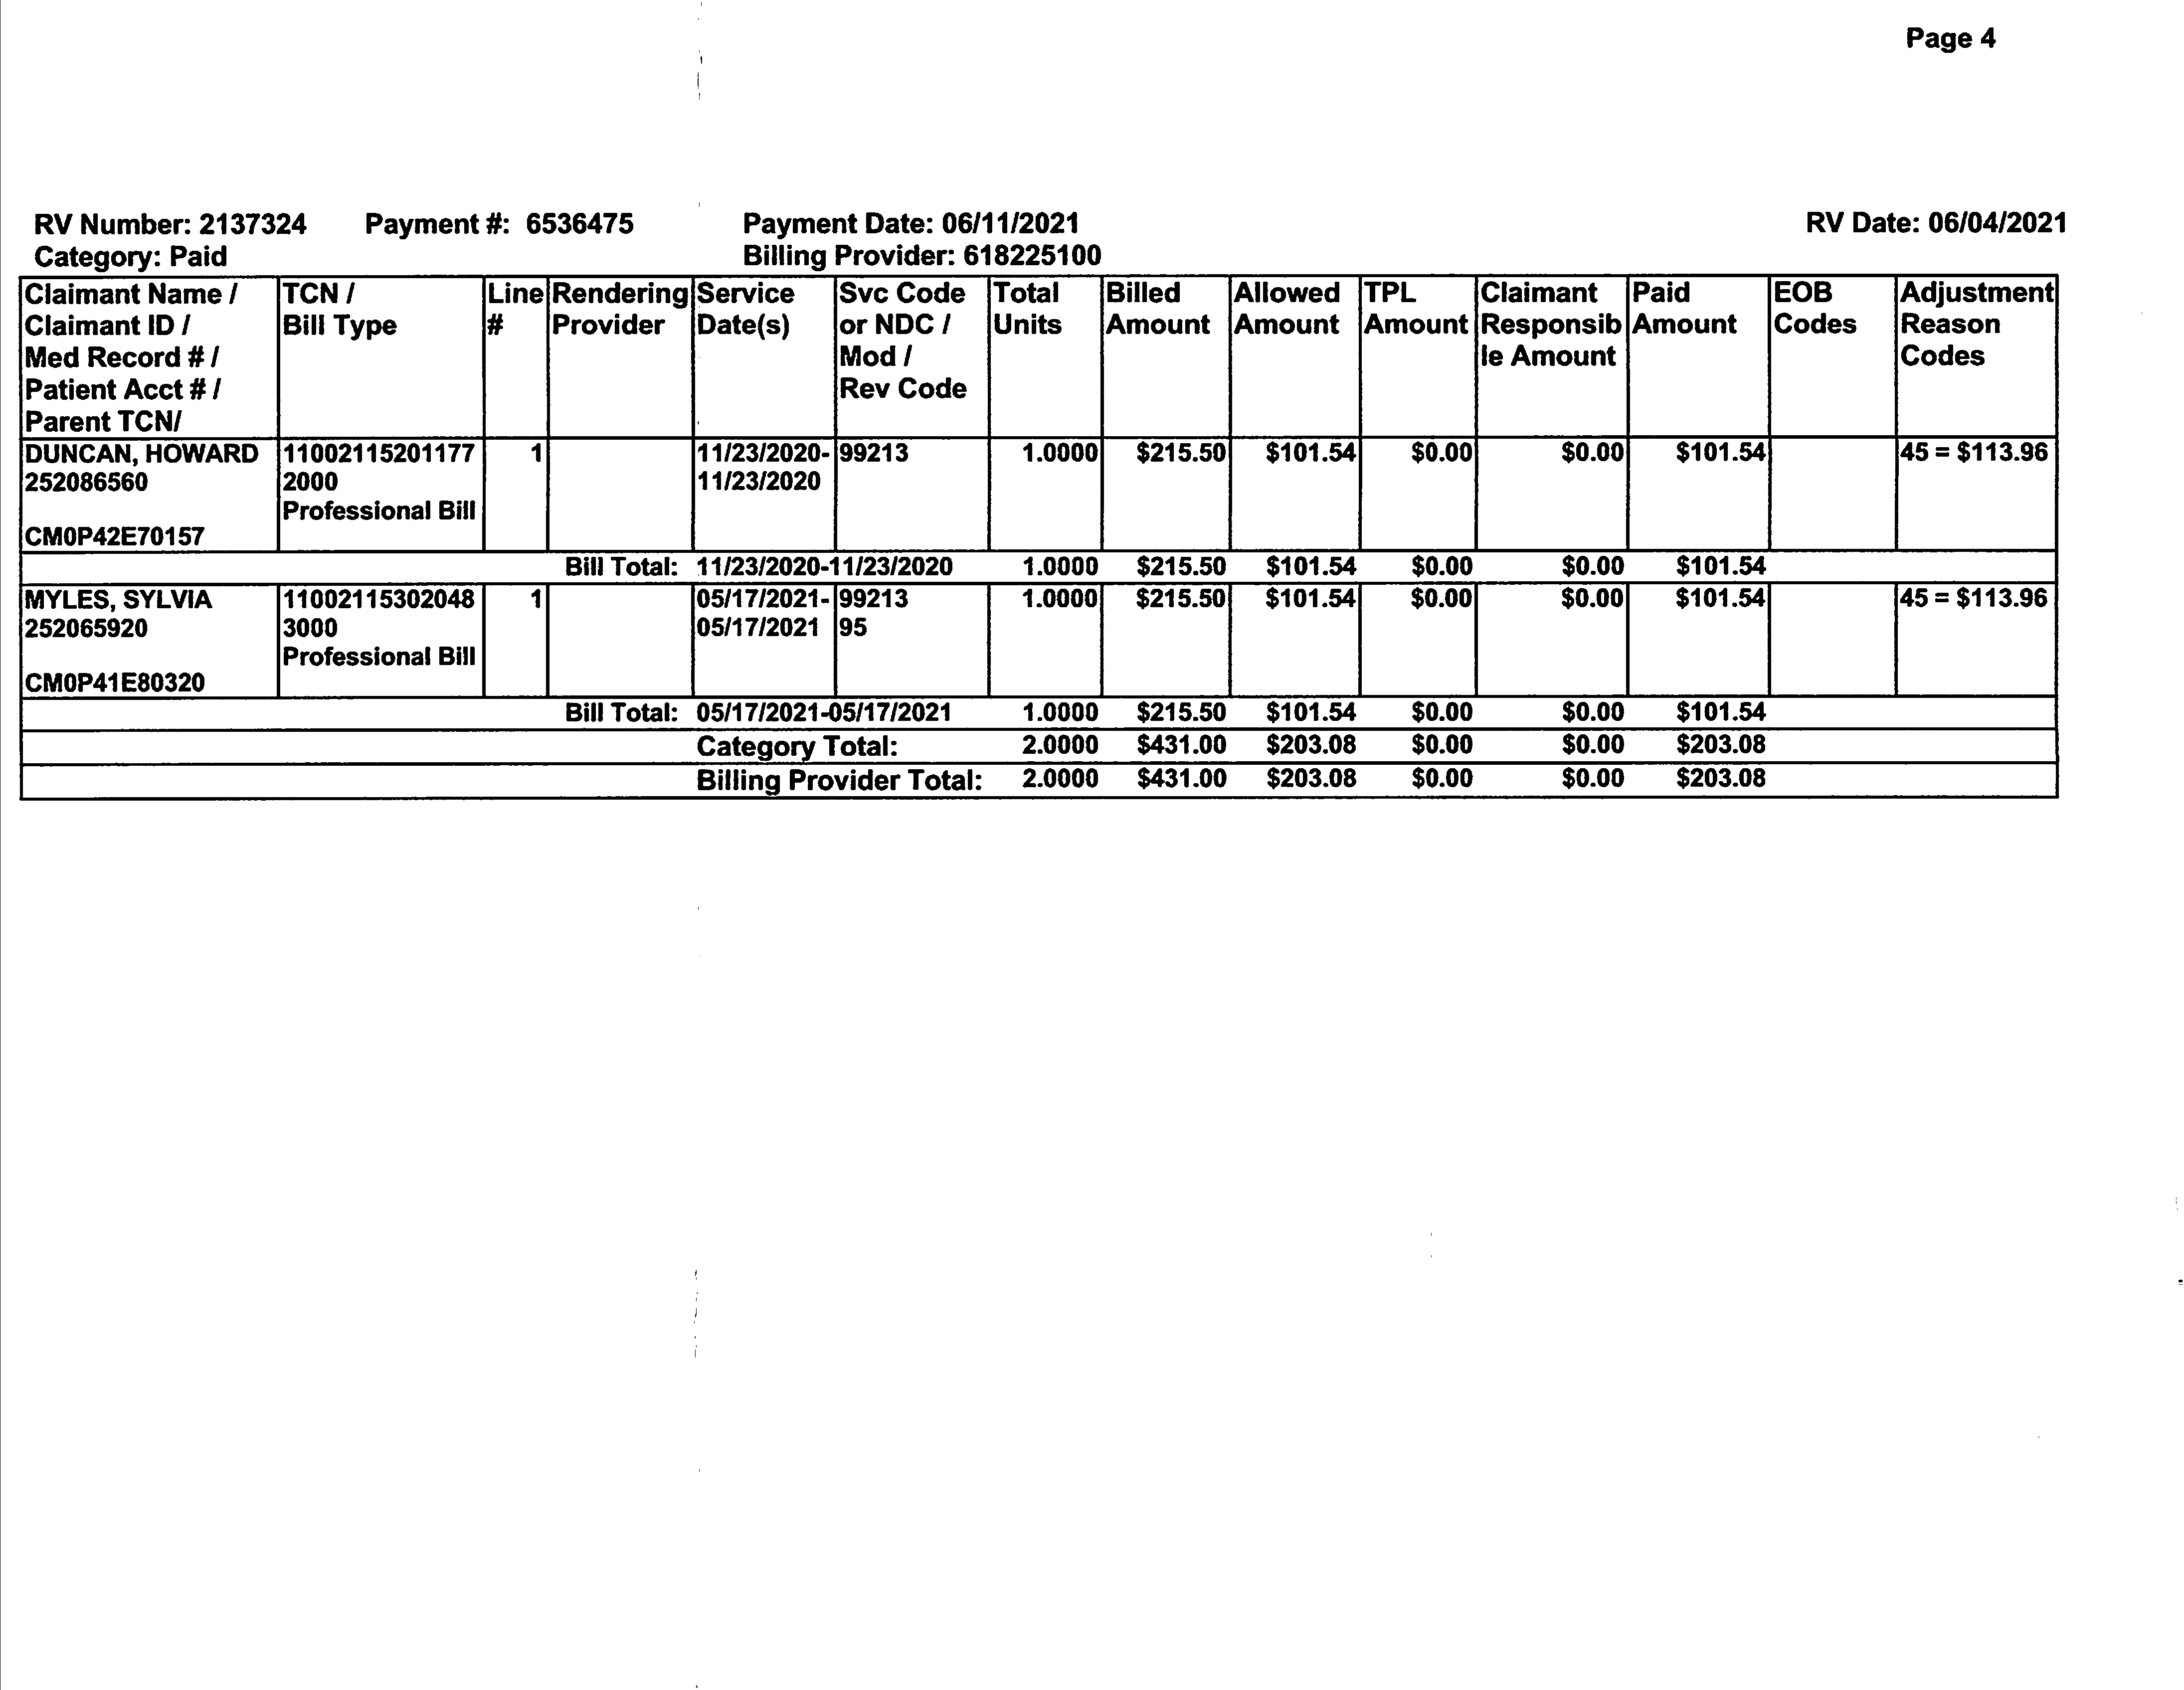 Page 4
RV Number: 2137324 Payment #: 6536475 Payment Date: 06/11/2021 RV Date: 06/04/2021
Category: Paid Billing Provider: 618225100
Claimant Name / TCN / Line Rendering Service Svc Code Total Billed Allowed TPL Claimant Paid EOB Adjustment
Claimant ID / Bill Type # Provider Date(s) or NDC / Units Amount Amount Amount Responsib Amount Codes Reason
Med Record # / Mod / le Amount Codes
Patient Acct # / Rev Code
Parent TCN/
DUNCAN, HOWARD 11002115201177 1 11/23/2020- 99213 1.0000 $215.50 $101.54 $0.00 $0.00 $101.54 45 = $113.96
252086560 2000 11/23/2020
Professional Bill
CM0P42E70157
Bill Total: 11/23/2020-11/23/2020 1.0000 $215.50 $101.54 $0.00 $0.00 $101.54
MYLES, SYLVIA 11002115302048 1 05/17/2021- 99213 1.0000 $215.50 $101.54 $0.00 $0.00 $101.54 45 = $113.96
252065920 3000 05/17/2021 95
Professional Bill
CM0P41E80320
Bill Total: 05/17/2021-05/17/2021 1.0000 $215.50 $101.54 $0.00 $0.00 $101.54
Category Total: 2.0000 $431.00 $203.08 $0.00 $0.00 $203.08
Billing Provider Total: 2.0000 $431.00 $203.08 $0.00 $0.00 $203.08